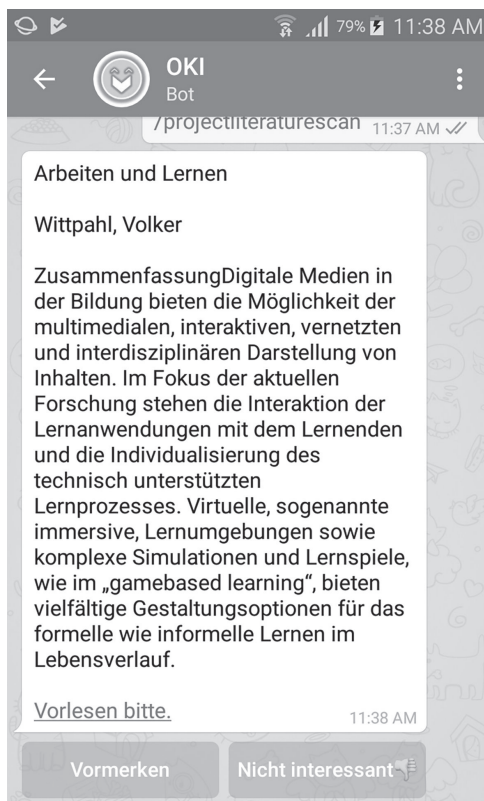 79% 11:38 AM
OKI
Bot
/projectliteraturescan 11:37 AM
Arbeiten und Lernen
Wittpahl, Volker
ZusammenfassungDigitale Medien in
der Bildung bieten die Möglichkeit der
multimedialen, interaktiven, vernetzten
und interdisziplinären Darstellung von
Inhalten. Im Fokus der aktuellen
Forschung stehen die Interaktion der
Lernanwendungen mit dem Lernenden
und die Individualisierung des
technisch unterstützten
Lernprozesses. Virtuelle, sogenannte
immersive, Lernumgebungen sowie
komplexe Simulationen und Lernspiele,
wie im „gamebased learning“, bieten
vielfältige Gestaltungsoptionen für das
formelle wie informelle Lernen im
Lebensverlauf.
Vorlesen bitte. 11:38 AM
Vormerken Nicht interessant